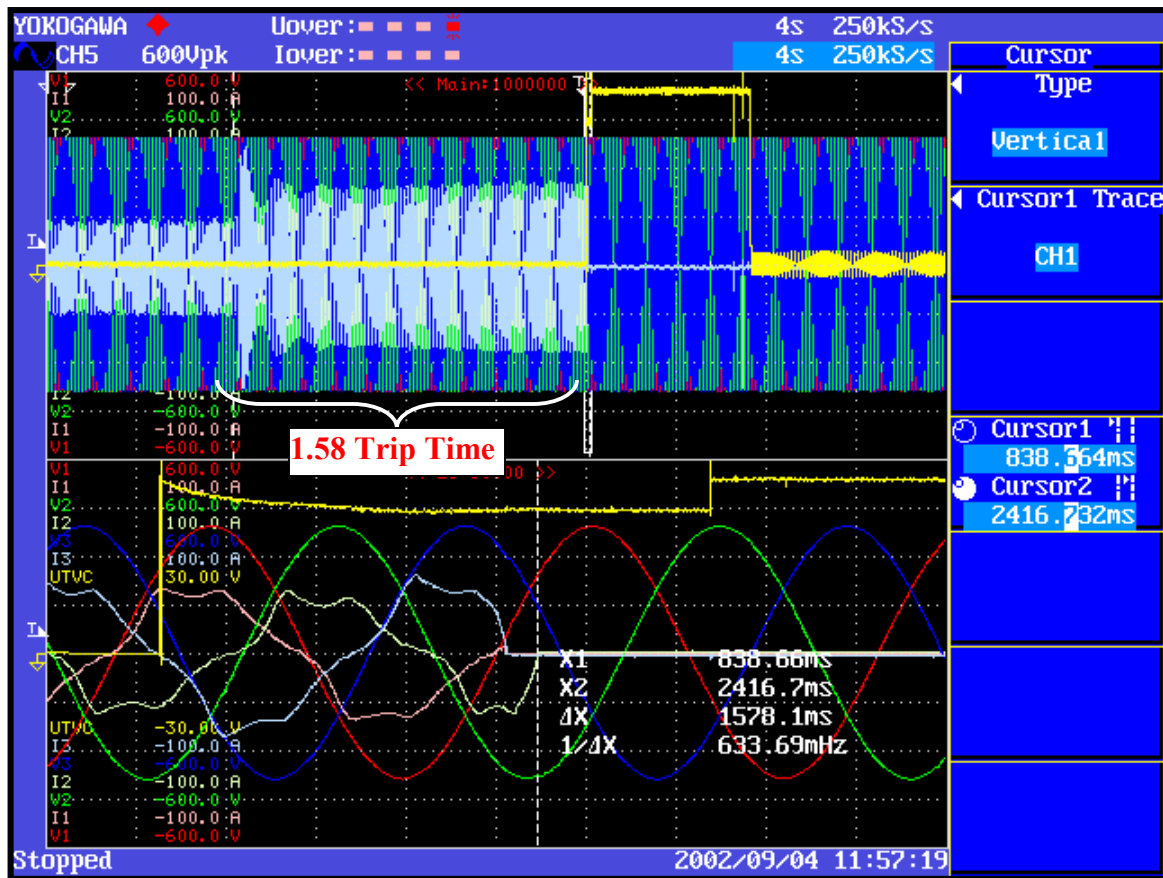 YOKOGAWA Uover: 4s 250kS/s
CH5 600Vpk Iover: 4s 250kS/s
Cursor
Type
Vertical
Cursor1 Trace
CH1
Cursor1
838.664ms
Cursor2
2416.732ms
V1 600.0 V << Main:1000000 >>
I1 100.0 A
V2 600.0 V
I2 100.0 A
T
I2 -100.0 A
V2 -600.0 V
I1 -100.0 A
V1 -600.0 V
1.58 Trip Time
V1 600.0 V
I1 100.0 A
V2 600.0 V
I2 100.0 A
V3 600.0 V
I3 100.0 A
UTVC 30.00 V
T
X1 838.66ms
X2 2416.7ms
ΔX 1578.1ms
1/ΔX 633.69mHz
UTVC -30.00 V
I3 -100.0 A
V3 -600.0 V
I2 -100.0 A
V2 -600.0 V
I1 -100.0 A
V1 -600.0 V
Stopped 2002/09/04 11:57:19